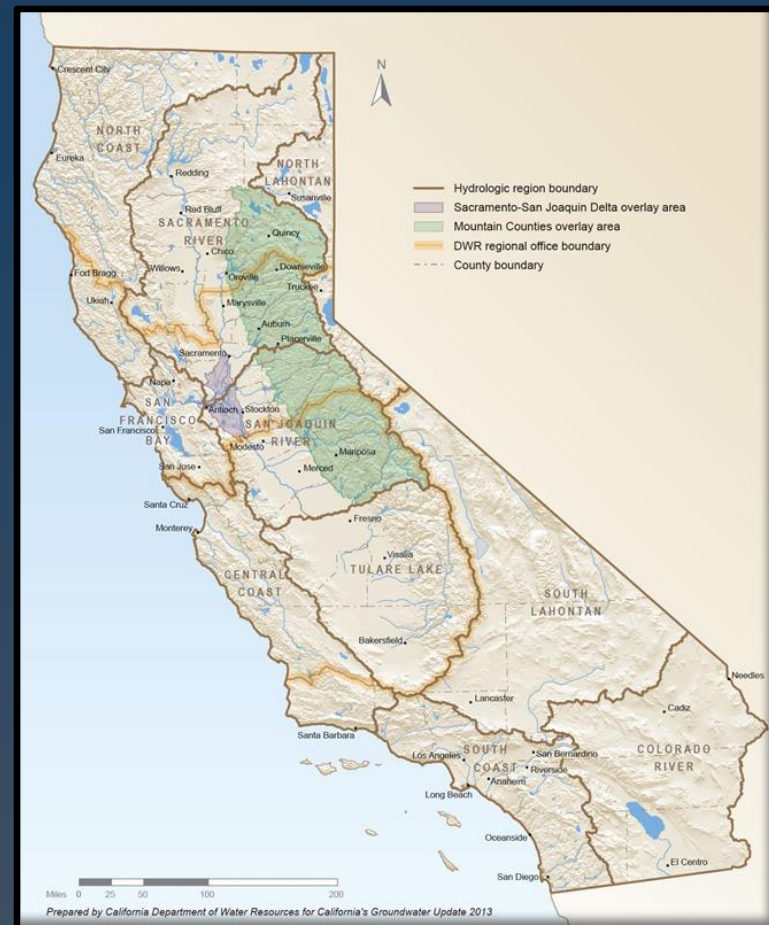 N
Crescent City
NORTH
COAST
Eureka
Redding
NORTH
LAHONTAN
Susanville
Hydrologic region boundary
Sacramento-San Joaquin Delta overlay area
Mountain Counties overlay area
DWR regional office boundary
County boundary
Red Bluff
SACRAMENTO
RIVER
Quincy
Chico
Willows
Oroville
Downieville
Fort Bragg
Truckee
Ukiah
Marysville
Auburn
Placerville
Sacramento
Napa
SAN
FRANCISCO
BAY
Antioch
Stockton
San Francisco
SAN JOAQUIN
RIVER
Modesto
Mariposa
San Jose
Merced
Santa Cruz
Monterey
Fresno
Visalia
TULARE LAKE
CENTRAL
COAST
SOUTH
LAHONTAN
Bakersfield
Needles
Lancaster
Cadiz
Santa Barbara
COLORADO
RIVER
SOUTH
COAST
Los Angeles
San Bernardino
Riverside
Anaheim
Long Beach
Oceanside
El Centro
San Diego
Miles 0 25 50 100 200
Prepared by California Department of Water Resources for California's Groundwater Update 2013